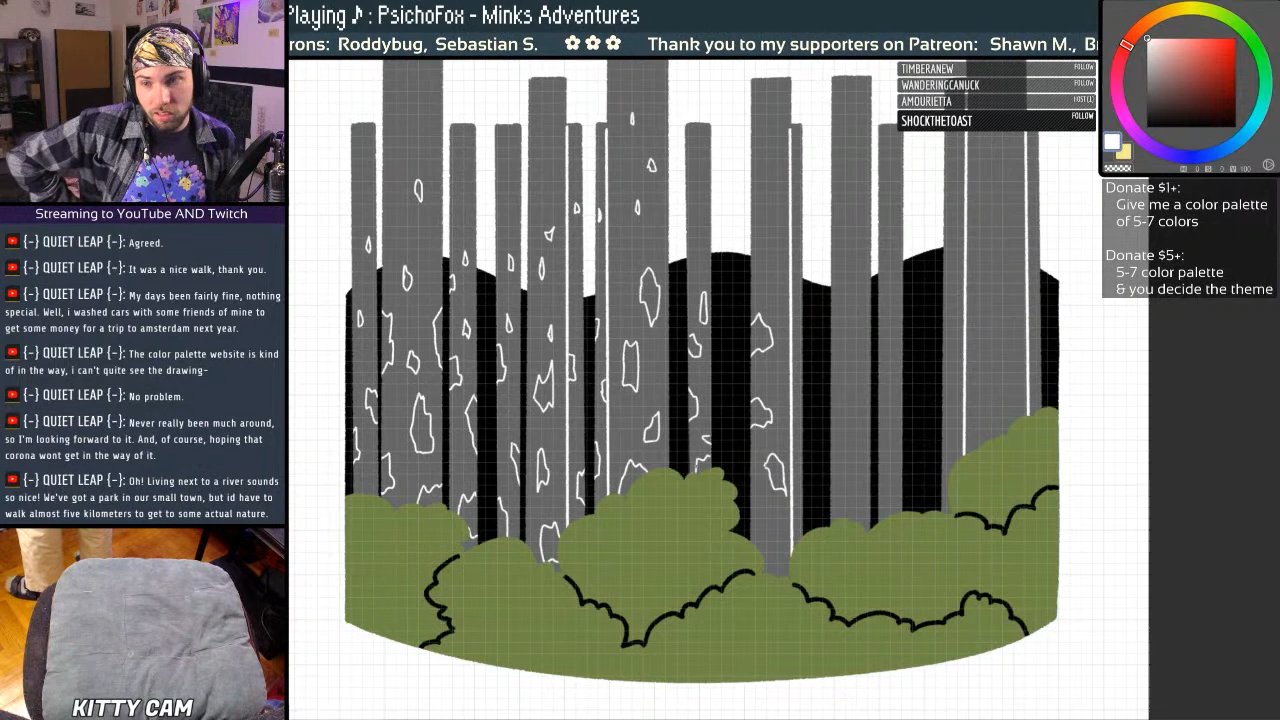 Playing ♪ : PsichoFox - Minks Adventures
rons: Roddybug, Sebastian S. ✿ ✿ ✿ Thank you to my supporters on Patreon: Shawn M., B
TIMBERANEW FOLLOW
WANDERINGCANUCK FOLLOW
AMOURIETTA HOST(1)
SHOCKTHETOAST FOLLOW
Donate $1+:
Give me a color palette
of 5-7 colors
Donate $5+:
5-7 color palette
& you decide the theme
Streaming to YouTube AND Twitch
{-} QUIET LEAP {-}: Agreed.
{-} QUIET LEAP {-}: It was a nice walk, thank you.
{-} QUIET LEAP {-}: My days been fairly fine, nothing
special. Well, i washed cars with some friends of mine to
get some money for a trip to amsterdam next year.
{-} QUIET LEAP {-}: The color palette website is kind
of in the way, i can't quite see the drawing-
{-} QUIET LEAP {-}: No problem.
{-} QUIET LEAP {-}: Never really been much around,
so I'm looking forward to it. And, of course, hoping that
corona wont get in the way of it.
{-} QUIET LEAP {-}: Oh! Living next to a river sounds
so nice! We've got a park in our small town, but id have to
walk almost five kilometers to get to some actual nature.
KITTY CAM